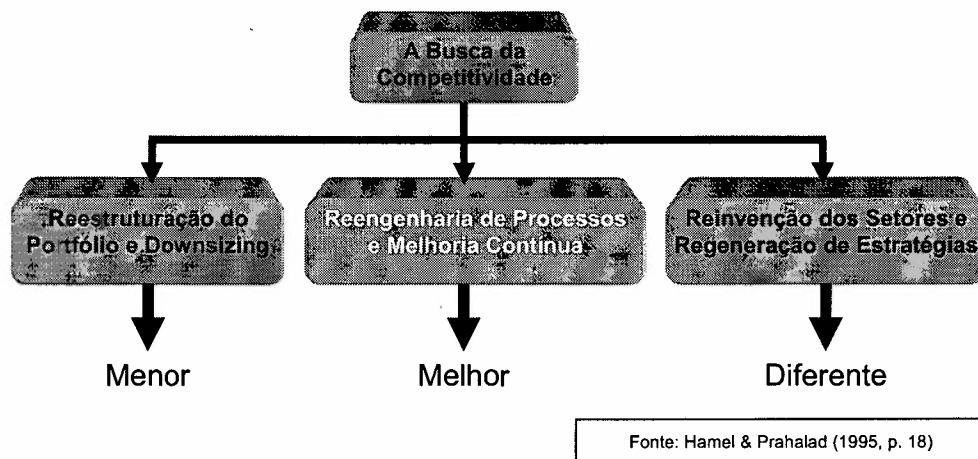 A Busca da
Competitividade
Reestruturação do
Portfólio e Downsizing
Reengenharia de Processos
e Melhoria Contínua
Reinvenção dos Setores e
Regeneração de Estratégias
Menor
Melhor
Diferente
Fonte: Hamel & Prahalad (1995, p. 18)